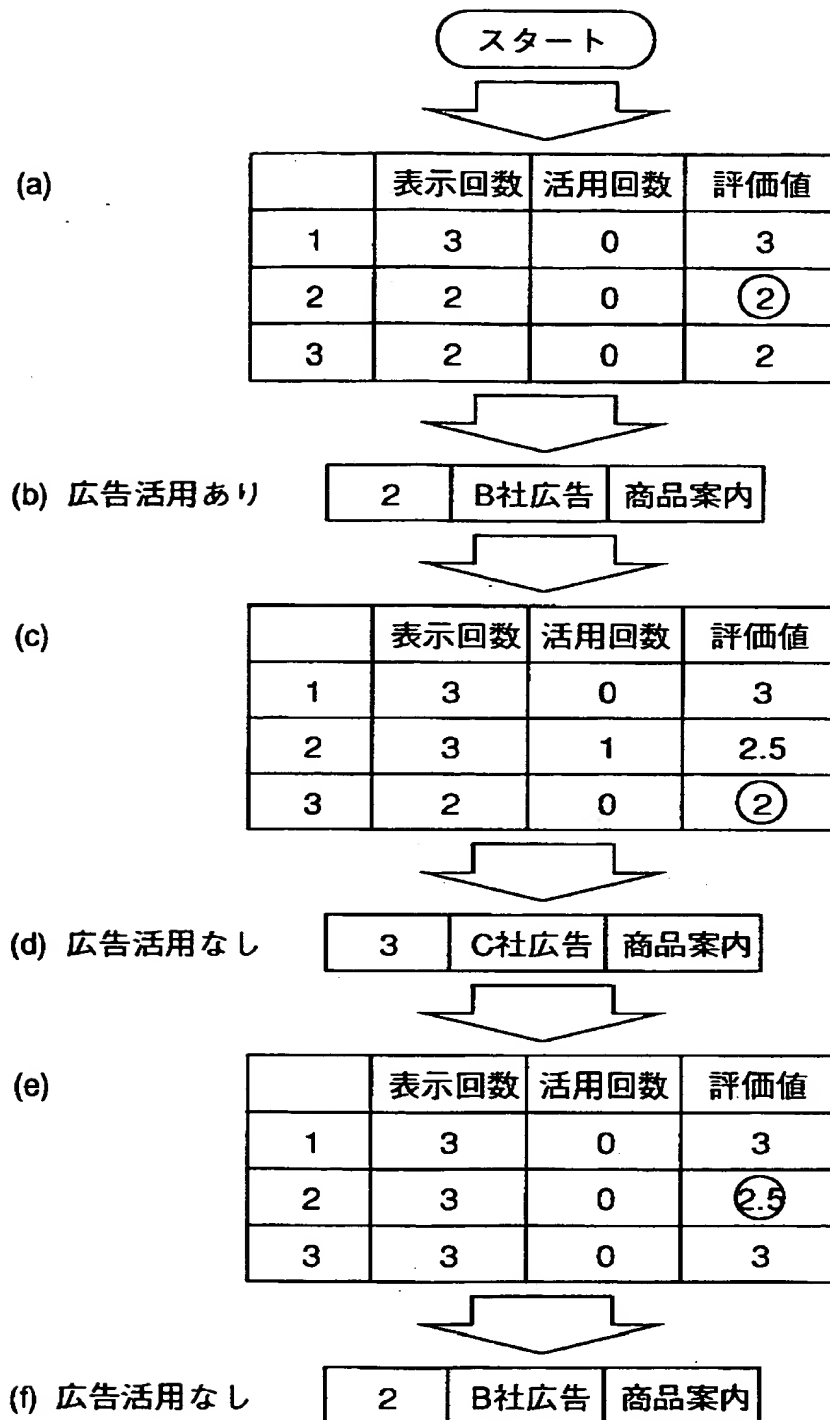 スタート
(a)
表示回数 活用回数 評価値
1 3 0 3
2 2 0 2
3 2 0 2
(b) 広告活用あり 2 B社広告 商品案内
(c)
表示回数 活用回数 評価値
1 3 0 3
2 3 1 2.5
3 2 0 2
(d) 広告活用なし 3 C社広告 商品案内
(e)
表示回数 活用回数 評価値
1 3 0 3
2 3 0 2.5
3 3 0 3
(f) 広告活用なし 2 B社広告 商品案内